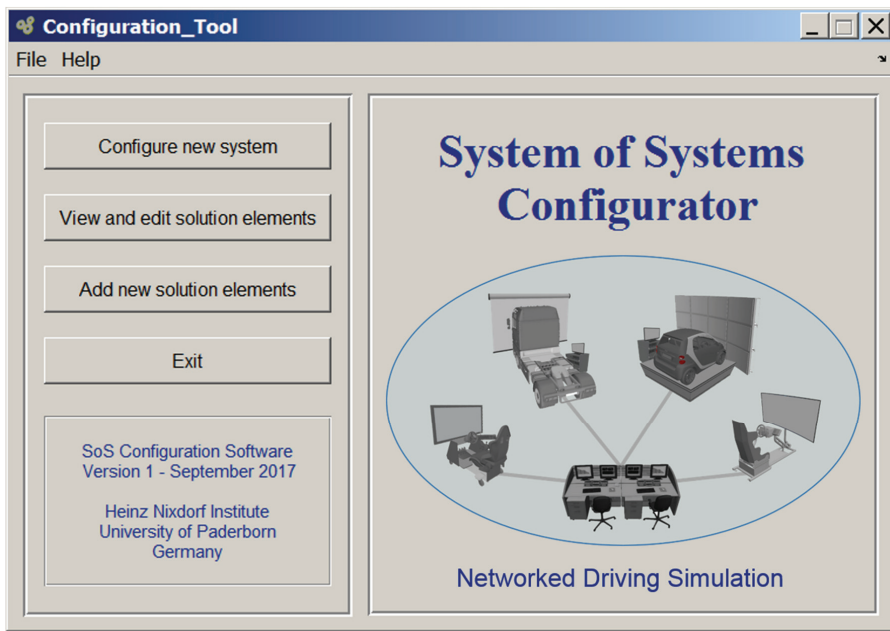 Configuration_Tool
File Help
Configure new system
View and edit solution elements
Add new solution elements
Exit
SoS Configuration Software
Version 1 - September 2017
Heinz Nixdorf Institute
University of Paderborn
Germany
System of Systems
Configurator
Networked Driving Simulation